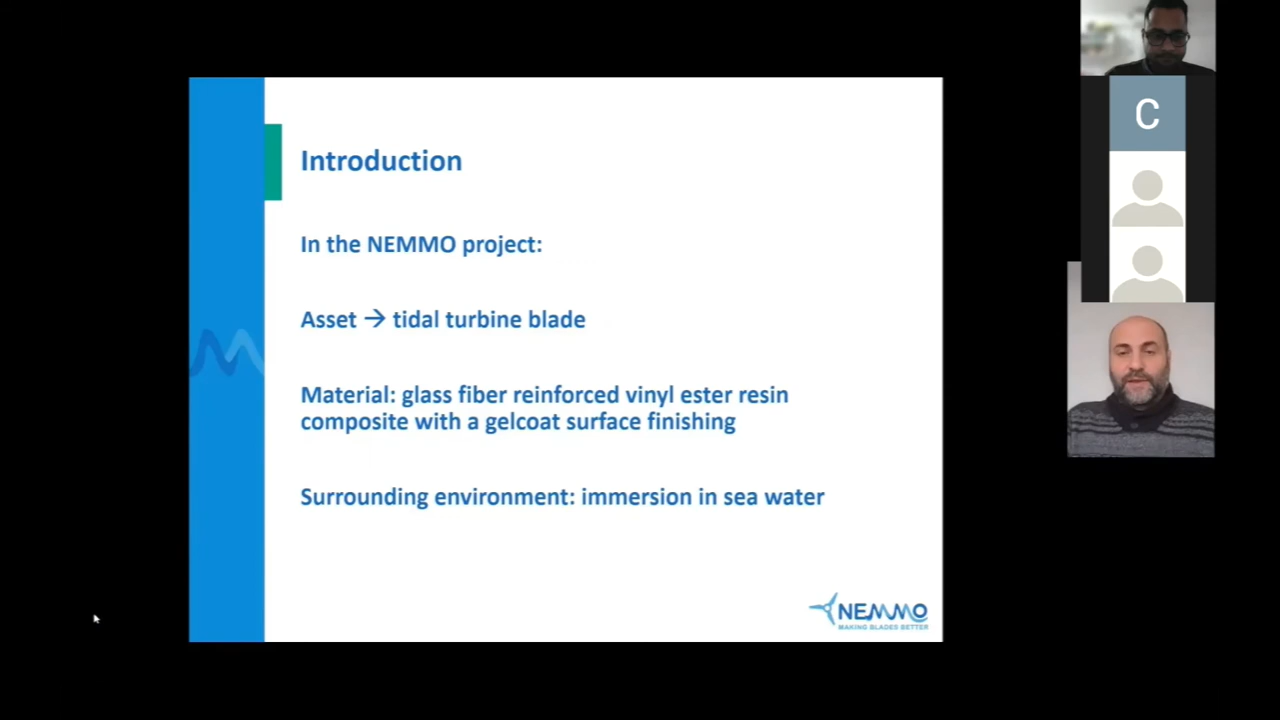 Introduction
In the NEMMO project:
Asset → tidal turbine blade
Material: glass fiber reinforced vinyl ester resin
composite with a gelcoat surface finishing
Surrounding environment: immersion in sea water
NEMMO
MAKING BLADES BETTER
C